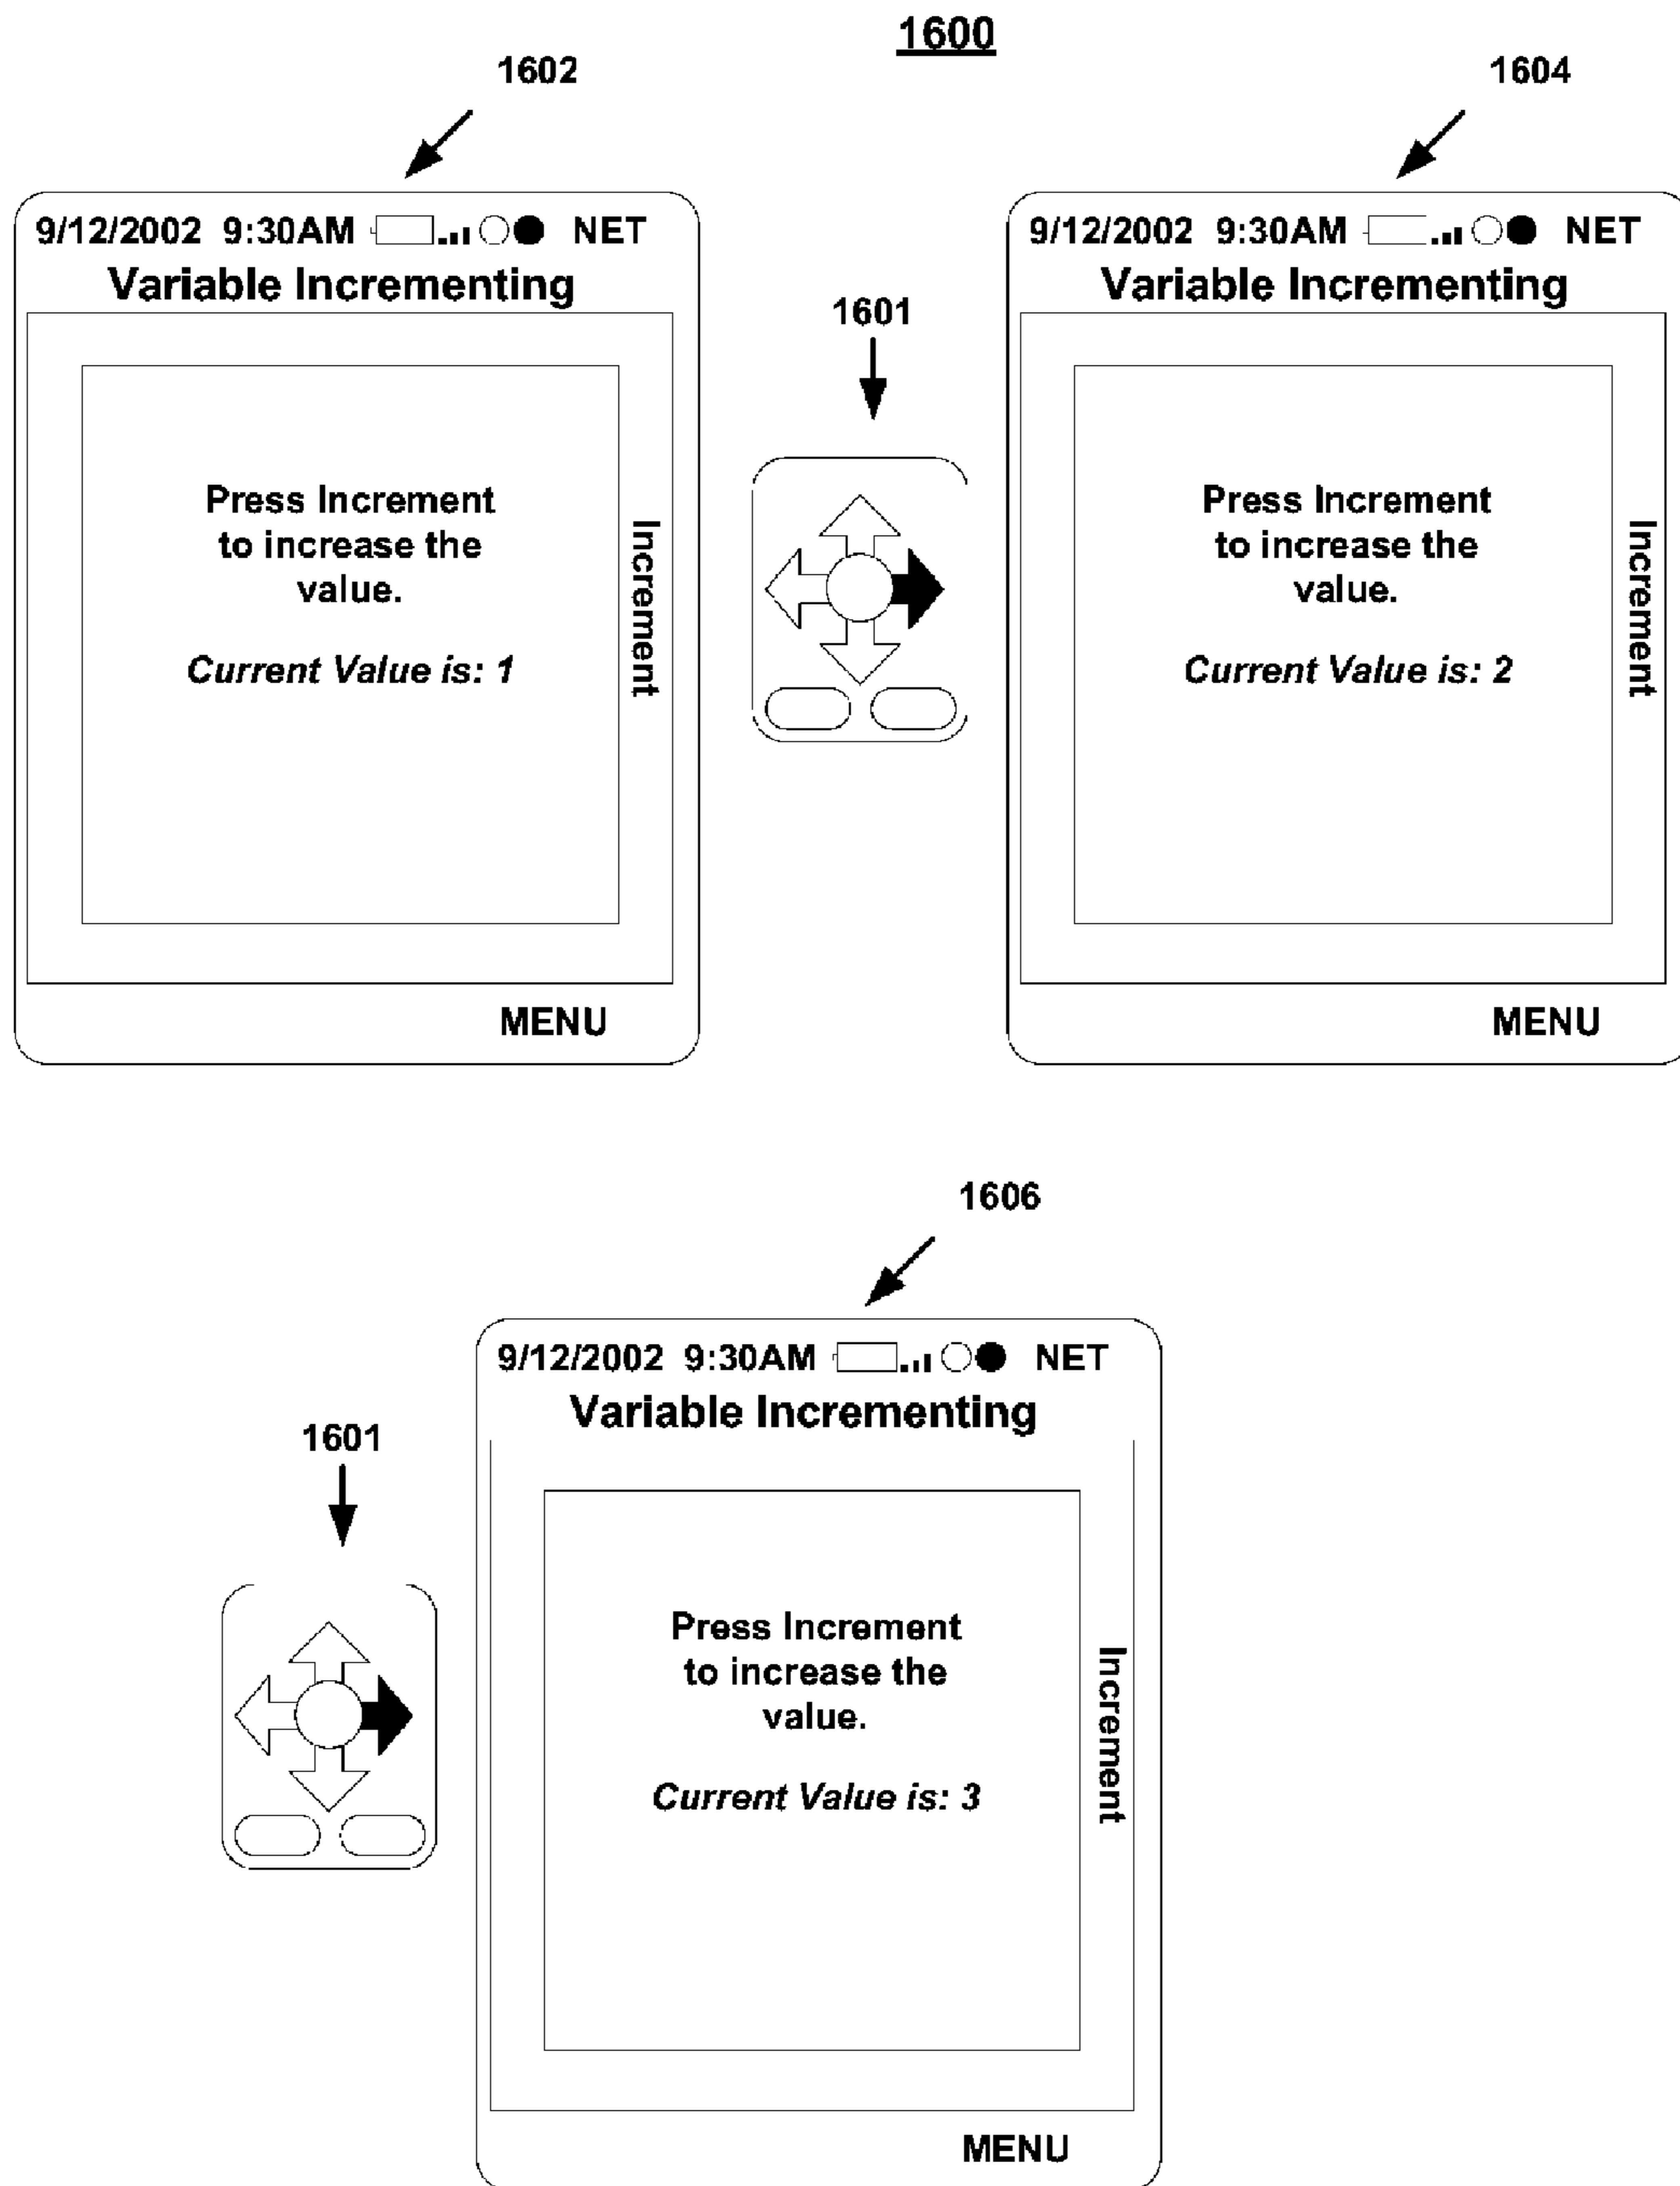 1600
1602
9/12/2002 9:30AM NET
Variable Incrementing
Press Increment
to increase the
value.
Current Value is: 1
Increment
MENU
1601
1604
9/12/2002 9:30AM NET
Variable Incrementing
Press Increment
to increase the
value.
Current Value is: 2
Increment
MENU
1601
1606
9/12/2002 9:30AM NET
Variable Incrementing
Press Increment
to increase the
value.
Current Value is: 3
Increment
MENU